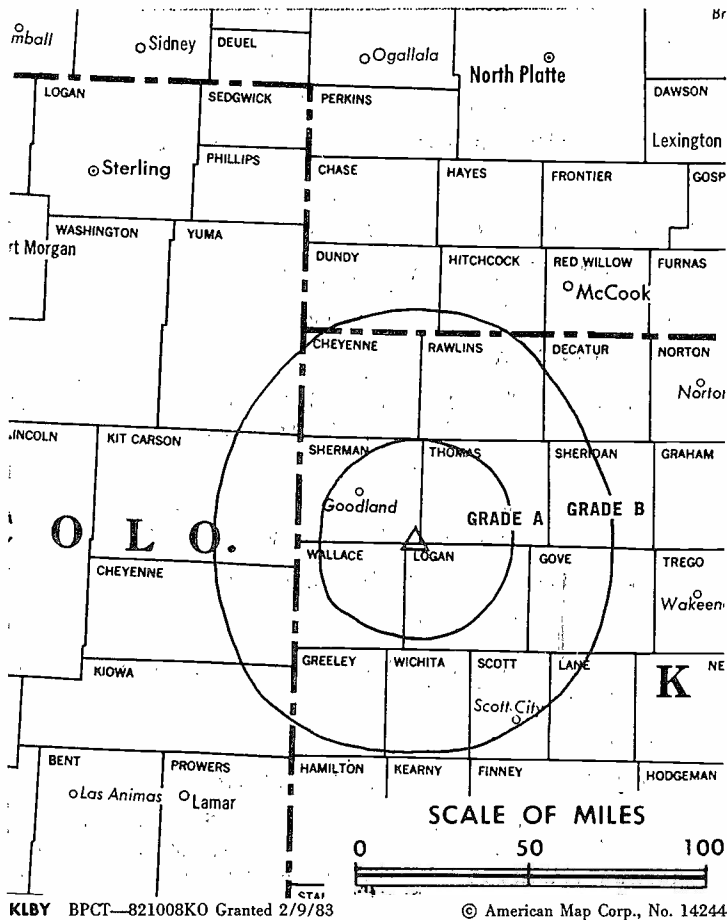 Br
mball
Sidney
DEUEL
Ogallala
North Platte
LOGAN
SEDGWICK
PERKINS
DAWSON
Lexington
Sterling
PHILLIPS
CHASE
HAYES
FRONTIER
GOSP
WASHINGTON
YUMA
rt Morgan
DUNDY
HITCHCOCK
RED WILLOW
FURNAS
McCook
CHEYENNE
RAWLINS
DECATUR
NORTON
Norton
LINCOLN
KIT CARSON
SHERMAN
THOMAS
SHERIDAN
GRAHAM
Goodland
GRADE A
GRADE B
C O L O.
WALLACE
LOGAN
GOVE
TREGO
CHEYENNE
Wakeen
KIOWA
GREELEY
WICHITA
SCOTT
LANE
NE
K
Scott City
BENT
PROWERS
HAMILTON
KEARNY
FINNEY
HODGEMAN
Las Animas
Lamar
SCALE OF MILES
0 50 100
STAN
KLBY BPCT—821008KO Granted 2/9/83 © American Map Corp., No. 14244